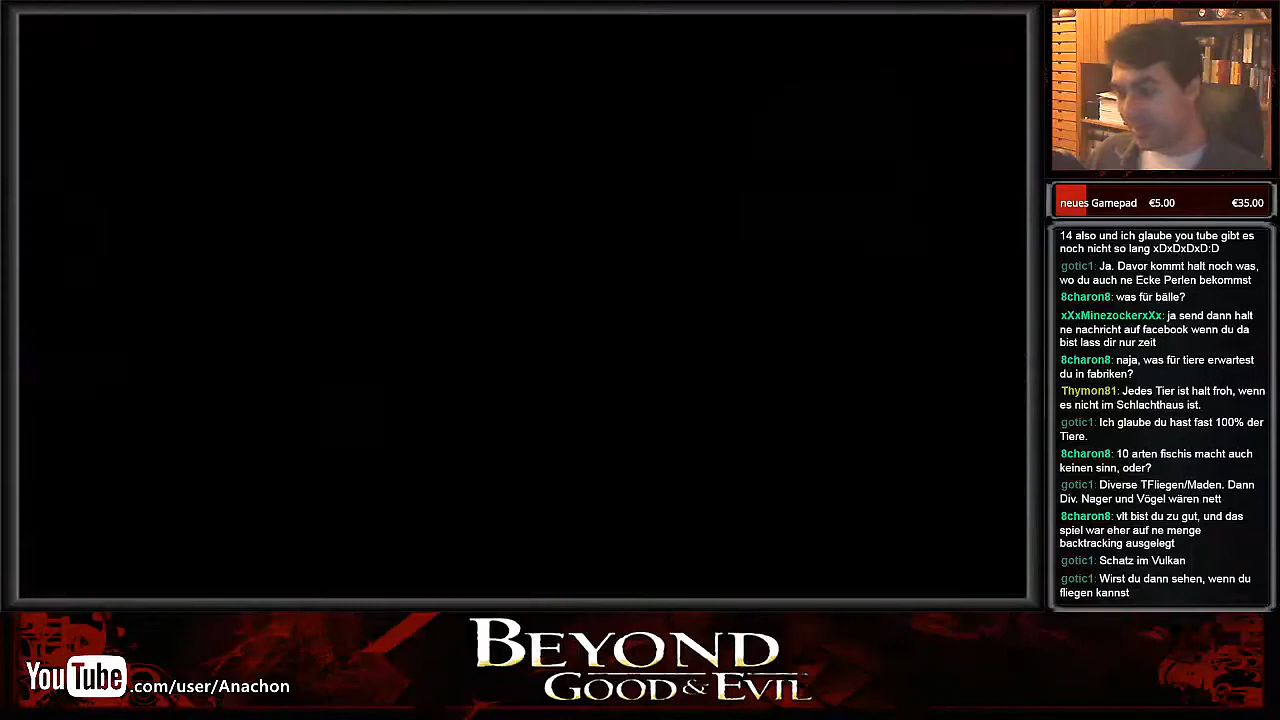 neues Gamepad €5.00 €35.00
14 also und ich glaube you tube gibt es
noch nicht so lang xDxDxDxD:D
gotic1: Ja. Davor kommt halt noch was,
wo du auch ne Ecke Perlen bekommst
8charon8: was für bälle?
xXxMinezockerxXx: ja send dann halt
ne nachricht auf facebook wenn du da
bist lass dir nur zeit
8charon8: naja, was für tiere erwartest
du in fabriken?
Thymon81: Jedes Tier ist halt froh, wenn
es nicht im Schlachthaus ist.
gotic1: Ich glaube du hast fast 100% der
Tiere.
8charon8: 10 arten fischis macht auch
keinen sinn, oder?
gotic1: Diverse TFliegen/Maden. Dann
Div. Nager und Vögel wären nett
8charon8: vlt bist du zu gut, und das
spiel war eher auf ne menge
backtracking ausgelegt
gotic1: Schatz im Vulkan
gotic1: Wirst du dann sehen, wenn du
fliegen kannst
YouTube.com/user/Anachon
BEYOND
GOOD & EVIL